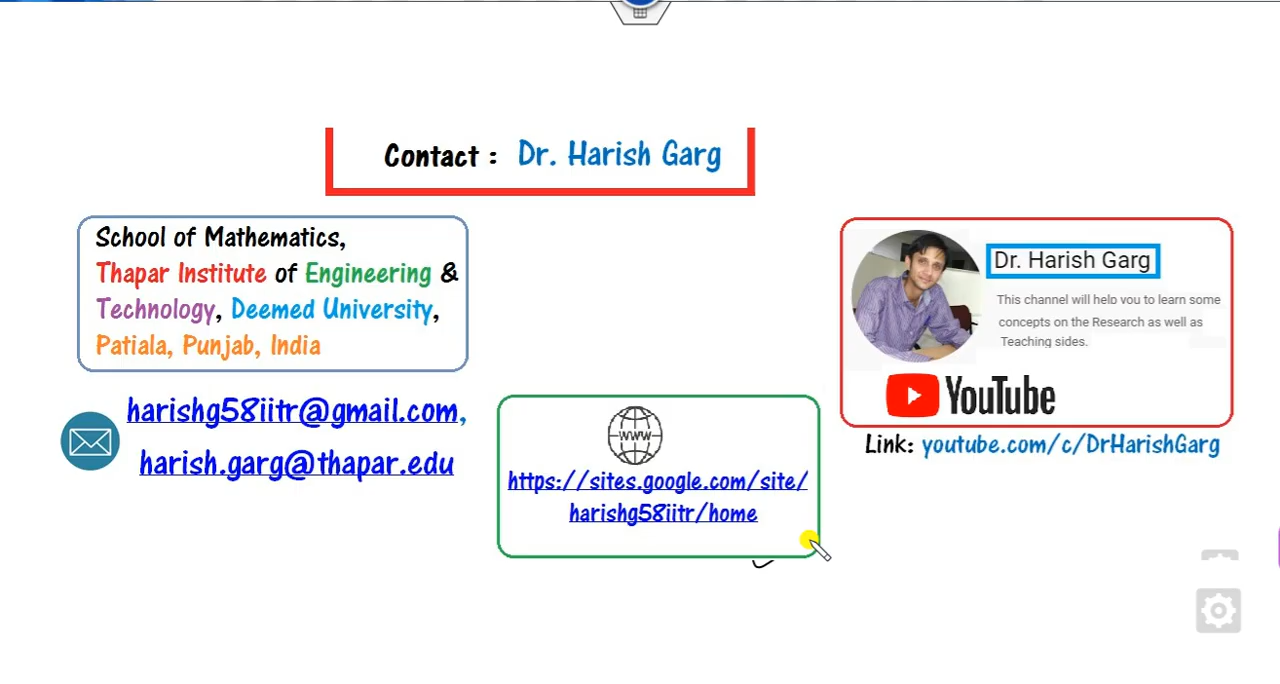 Contact : Dr. Harish Garg
School of Mathematics,
Thapar Institute of Engineering &
Technology, Deemed University,
Patiala, Punjab, India
harishg58iitr@gmail.com,
harish.garg@thapar.edu
WWW
https://sites.google.com/site/
harishg58iitr/home
Dr. Harish Garg
This channel will help you to learn some
concepts on the Research as well as
Teaching sides.
YouTube
Link: youtube.com/c/DrHarishGarg